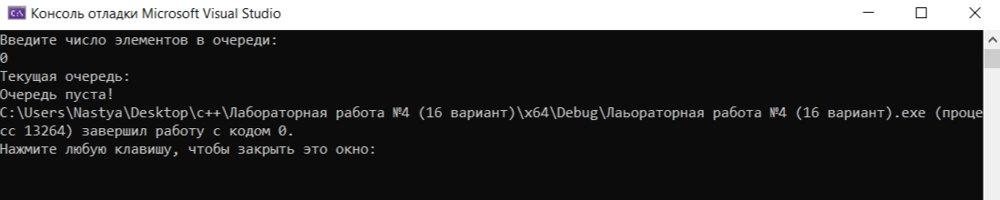 Консоль отладки Microsoft Visual Studio
Введите число элементов в очереди:
0
Текущая очередь:
Очередь пуста!
C:\Users\Nastya\Desktop\c++\Лабораторная работа №4 (16 вариант)\x64\Debug\Лаьораторная работа №4 (16 вариант).exe (проце
сс 13264) завершил работу с кодом 0.
Нажмите любую клавишу, чтобы закрыть это окно: